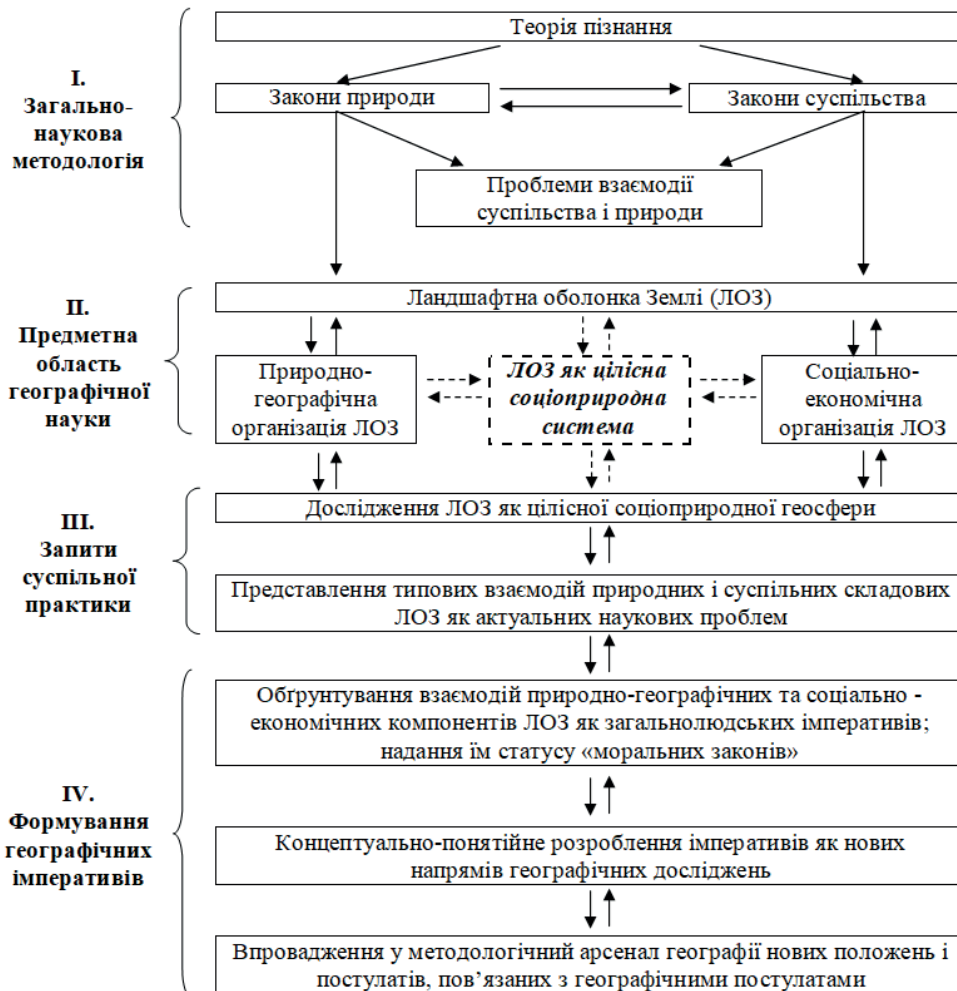 Теорія пізнання
I.
Загально-
наукова
методологія
Закони природи
Закони суспільства
Проблеми взаємодії
суспільства і природи
II.
Предметна
область
географічної
науки
Ландшафтна оболонка Землі (ЛОЗ)
Природно-
географічна
організація ЛОЗ
ЛОЗ як цілісна
соціоприродна
система
Соціально-
економічна
організація ЛОЗ
III.
Запити
суспільної
практики
Дослідження ЛОЗ як цілісної соціоприродної геосфери
Представлення типових взаємодій природних і суспільних складових
ЛОЗ як актуальних наукових проблем
IV.
Формування
географічних
імперативів
Обґрунтування взаємодій природно-географічних та соціально -
економічних компонентів ЛОЗ як загальнолюдських імперативів;
надання їм статусу «моральних законів»
Концептуально-понятійне розроблення імперативів як нових
напрямів географічних досліджень
Впровадження у методологічний арсенал географії нових положень і
постулатів, пов’язаних з географічними постулатами